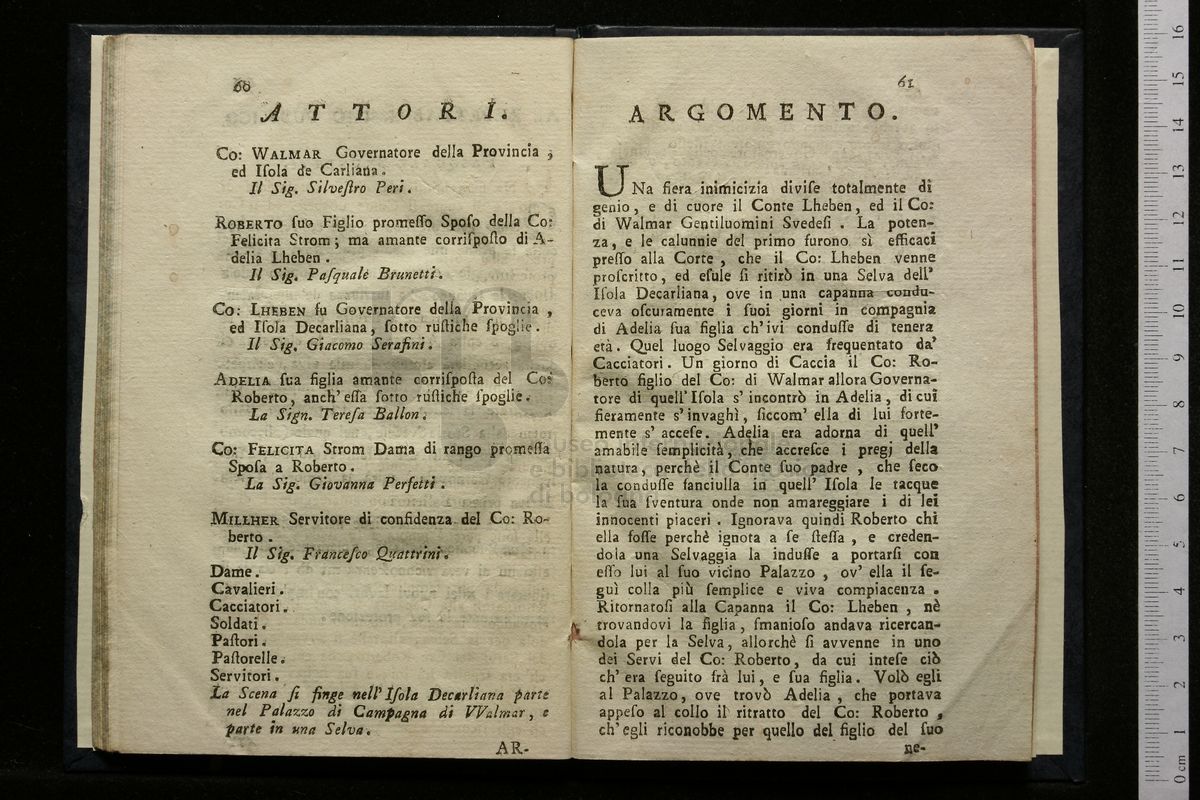 60
ATTORI.
Co: WALMAR Governatore della Provincia ,
ed Iſola de Carliana.
Il Sig. Silveſtro Peri.
ROBERTO ſuo Figlio promeſſo Spoſo della Co:
Felicita Strom; ma amante corriſpoſto di A-
delia Lheben.
Il Sig. Paſquale Brunetti.
Co: LHEBEN fu Governatore della Provincia ,
ed Iſola Decarliana, ſotto ruſtiche ſpoglie.
Il Sig. Giacomo Serafini.
ADELIA ſua figlia amante corriſpoſta del Co:
Roberto, anch' eſſa ſotto ruſtiche ſpoglie.
La Sign. Tereſa Ballon.
Co: FELICITA Strom Dama di rango promeſſa
Spoſa a Roberto.
La Sig. Giovanna Perfetti.
MILLHER Servitore di confidenza del Co: Ro-
berto.
Il Sig. Franceſco Quattrini.
Dame.
Cavalieri.
Cacciatori.
Soldati.
Paſtori.
Paſtorelle.
Servitori.
La Scena ſi finge nell' Iſola Decarliana parte
nel Palazzo di Campagna di VValmar, e
parte in una Selva.
AR-
61
ARGOMENTO.
UNa fiera inimicizia diviſe totalmente di
genio, e di cuore il Conte Lheben, ed il Co:
di Walmar Gentiluomini Svedeſi . La poten-
za, e le calunnie del primo furono sì efficaci
preſſo alla Corte , che il Co: Lheben venne
proſcritto, ed eſule ſi ritirò in una Selva dell'
Iſola Decarliana, ove in una capanna condu-
ceva oſcuramente i ſuoi giorni in compagnia
di Adelia ſua figlia ch' ivi conduſſe di tenera
età. Quel luogo Selvaggio era frequentato da'
Cacciatori. Un giorno di Caccia il Co: Ro-
berto figlio del Co: di Walmar allora Governa-
tore di quell' Iſola s' incontrò in Adelia, di cui
fieramente s' invaghì, ſiccom' ella di lui forte-
mente s' acceſe. Adelia era adorna di quell'
amabile ſemplicità, che accreſce i pregj della
natura, perchè il Conte ſuo padre , che ſeco
la conduſſe fanciulla in quell' Iſola le tacque
la ſua ſventura onde non amareggiare i di lei
innocenti piaceri. Ignorava quindi Roberto chi
ella foſſe perchè ignota a ſe ſteſſa , e creden-
dola una Selvaggia la induſſe a portarſi con
eſſo lui al ſuo vicino Palazzo , ov' ella il ſe-
guì colla più ſemplice e viva compiacenza .
Ritornatoſi alla Capanna il Co: Lheben , nè
trovandovi la figlia, ſmanioſo andava ricercan-
dola per la Selva, allorchè ſi avvenne in uno
dei Servi del Co: Roberto, da cui inteſe ciò
ch' era ſeguito frà lui, e ſua figlia. Volò egli
al Palazzo, ove trovò Adelia , che portava
appeſo al collo il ritratto del Co: Roberto ,
ch' egli riconobbe per quello del figlio del ſuo
ne-
0 cm 1 2 3 4 5 6 7 8 9 10 11 12 13 14 15 16